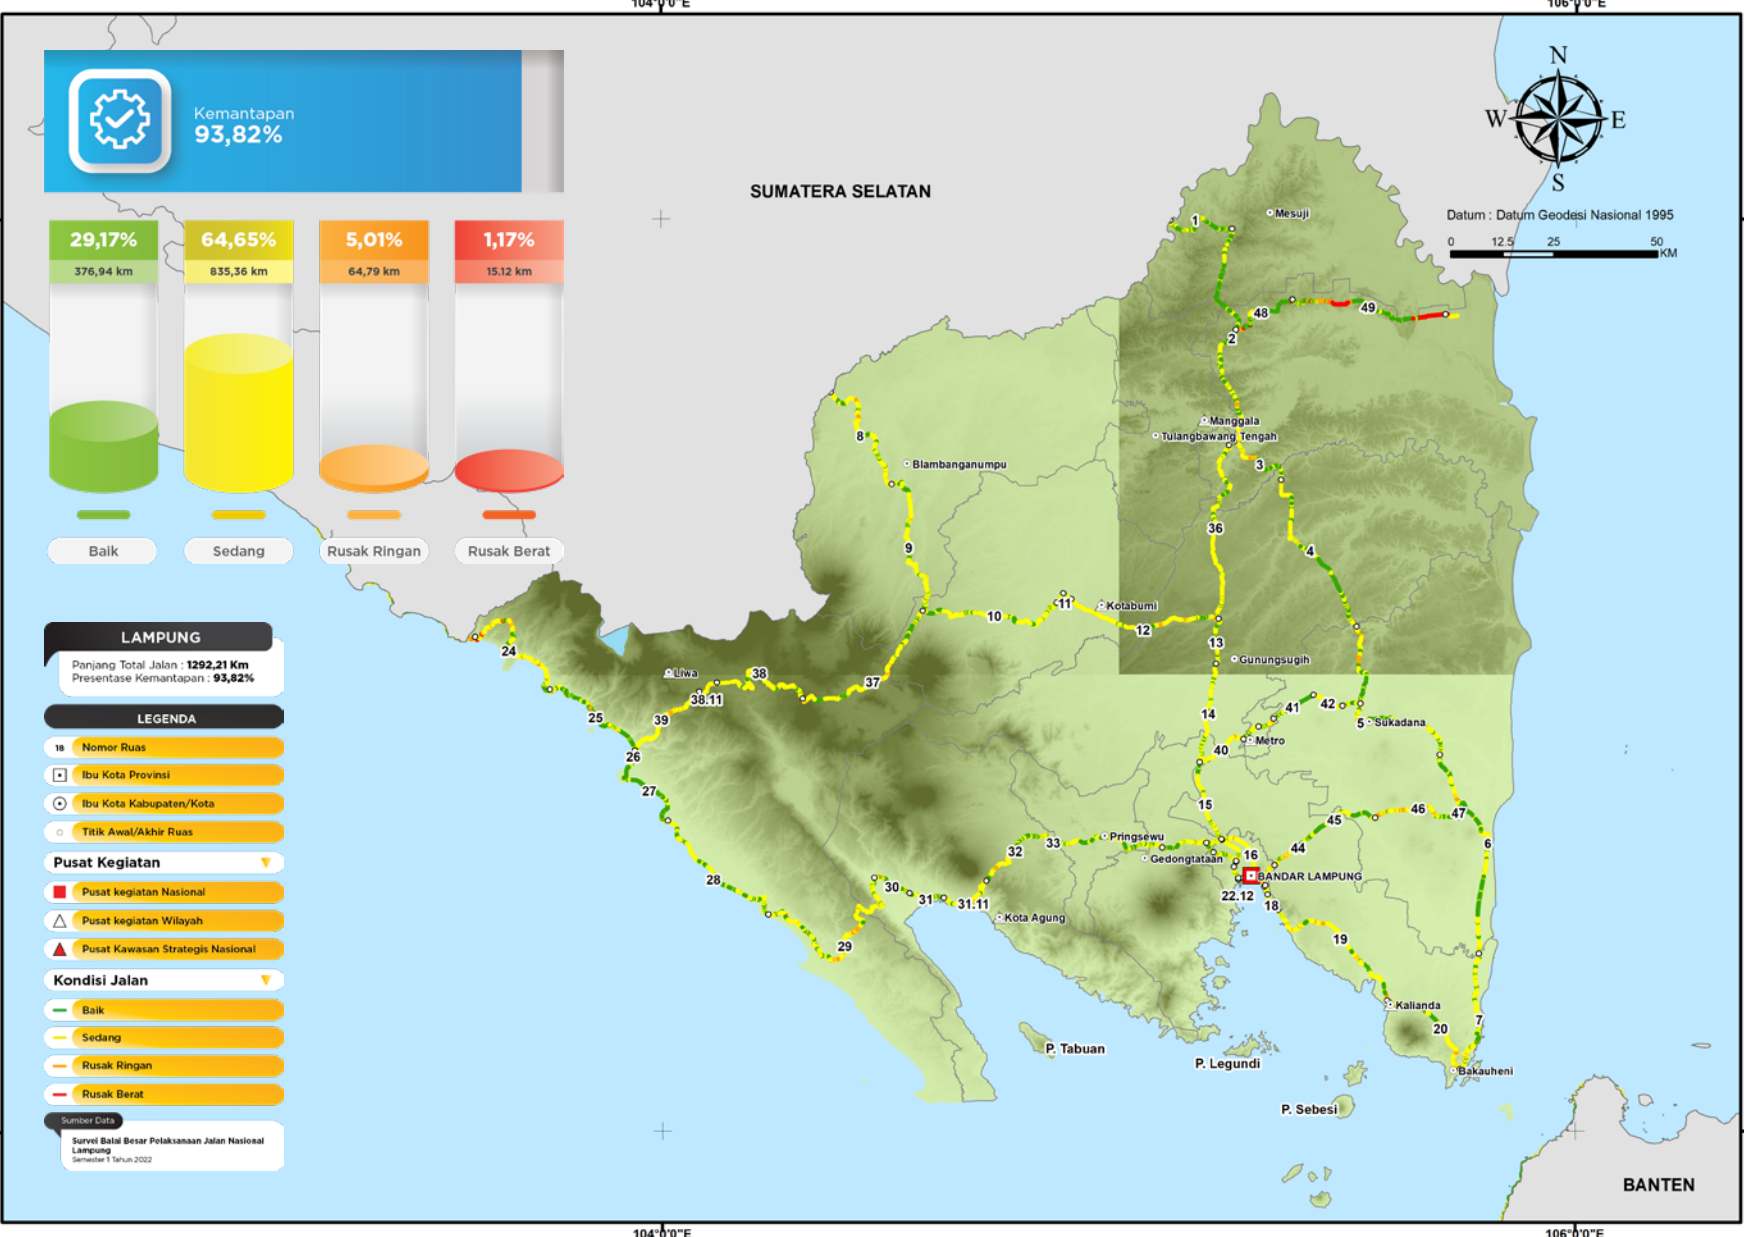 104°0'0"E
106°0'0"E
Kemantapan
93,82%
29,17%
376,94 km
64,65%
835,36 km
5,01%
64,79 km
1,17%
15.12 km
Baik
Sedang
Rusak Ringan
Rusak Berat
LAMPUNG
Panjang Total Jalan : 1292,21 Km
Presentase Kemantapan : 93,82%
LEGENDA
18 Nomor Ruas
Ibu Kota Provinsi
Ibu Kota Kabupaten/Kota
Titik Awal/Akhir Ruas
Pusat Kegiatan
Pusat kegiatan Nasional
Pusat kegiatan Wilayah
Pusat Kawasan Strategis Nasional
Kondisi Jalan
Baik
Sedang
Rusak Ringan
Rusak Berat
Sumber Data
Survei Balai Besar Pelaksanaan Jalan Nasional
Lampung
Semester 1 Tahun 2022
N
W
E
S
Datum : Datum Geodesi Nasional 1995
0 12.5 25 50
KM
SUMATERA SELATAN
1
Mesuji
48
49
2
8
Manggala
Tulangbawang Tengah
Blambanganumpu
3
36
9
4
10
11
Kotabumi
12
13
24
Gunungsugih
Liwa
38
37
38.11
25
39
14
41
42
5
Sukadana
26
40
Metro
27
15
45
46
47
Pringsewu
33
32
16
44
6
Gedongtataan
28
30
BANDAR LAMPUNG
31
31.11
22.12
18
Kota Agung
29
19
Kalianda
20
7
P. Tabuan
P. Legundi
Bakauheni
P. Sebesi
BANTEN
104°0'0"E
106°0'0"E